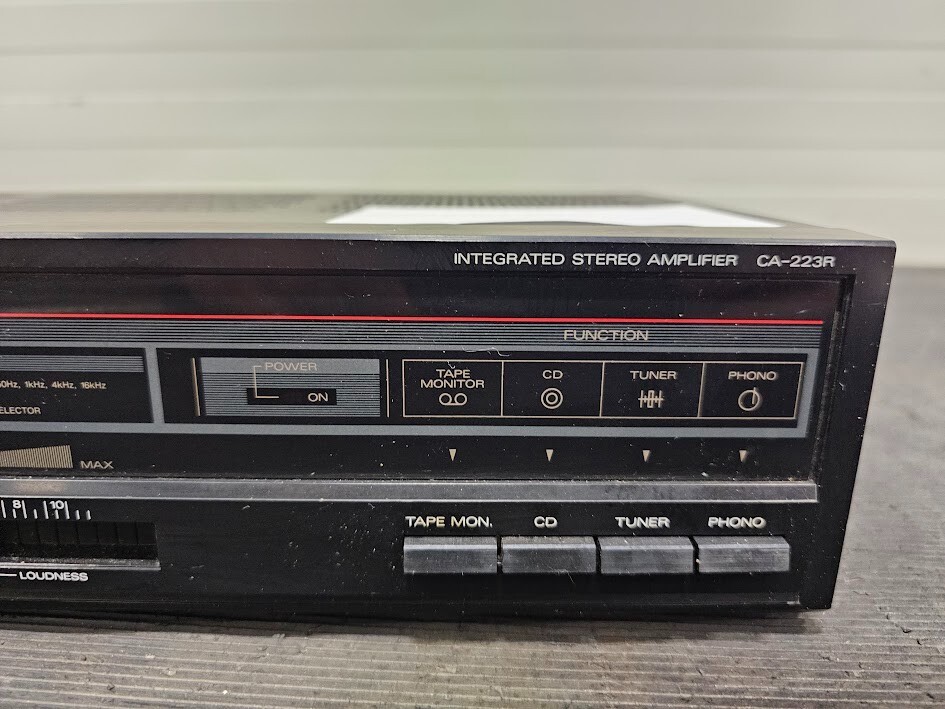 INTEGRATED STEREO AMPLIFIER CA-223R
FUNCTION
POWER
ON
TAPE
MONITOR
CD
TUNER
PHONO
0Hz, 1kHz, 4kHz, 16kHz
ELECTOR
MAX
8 10
LOUDNESS
TAPE MON. CD TUNER PHONO